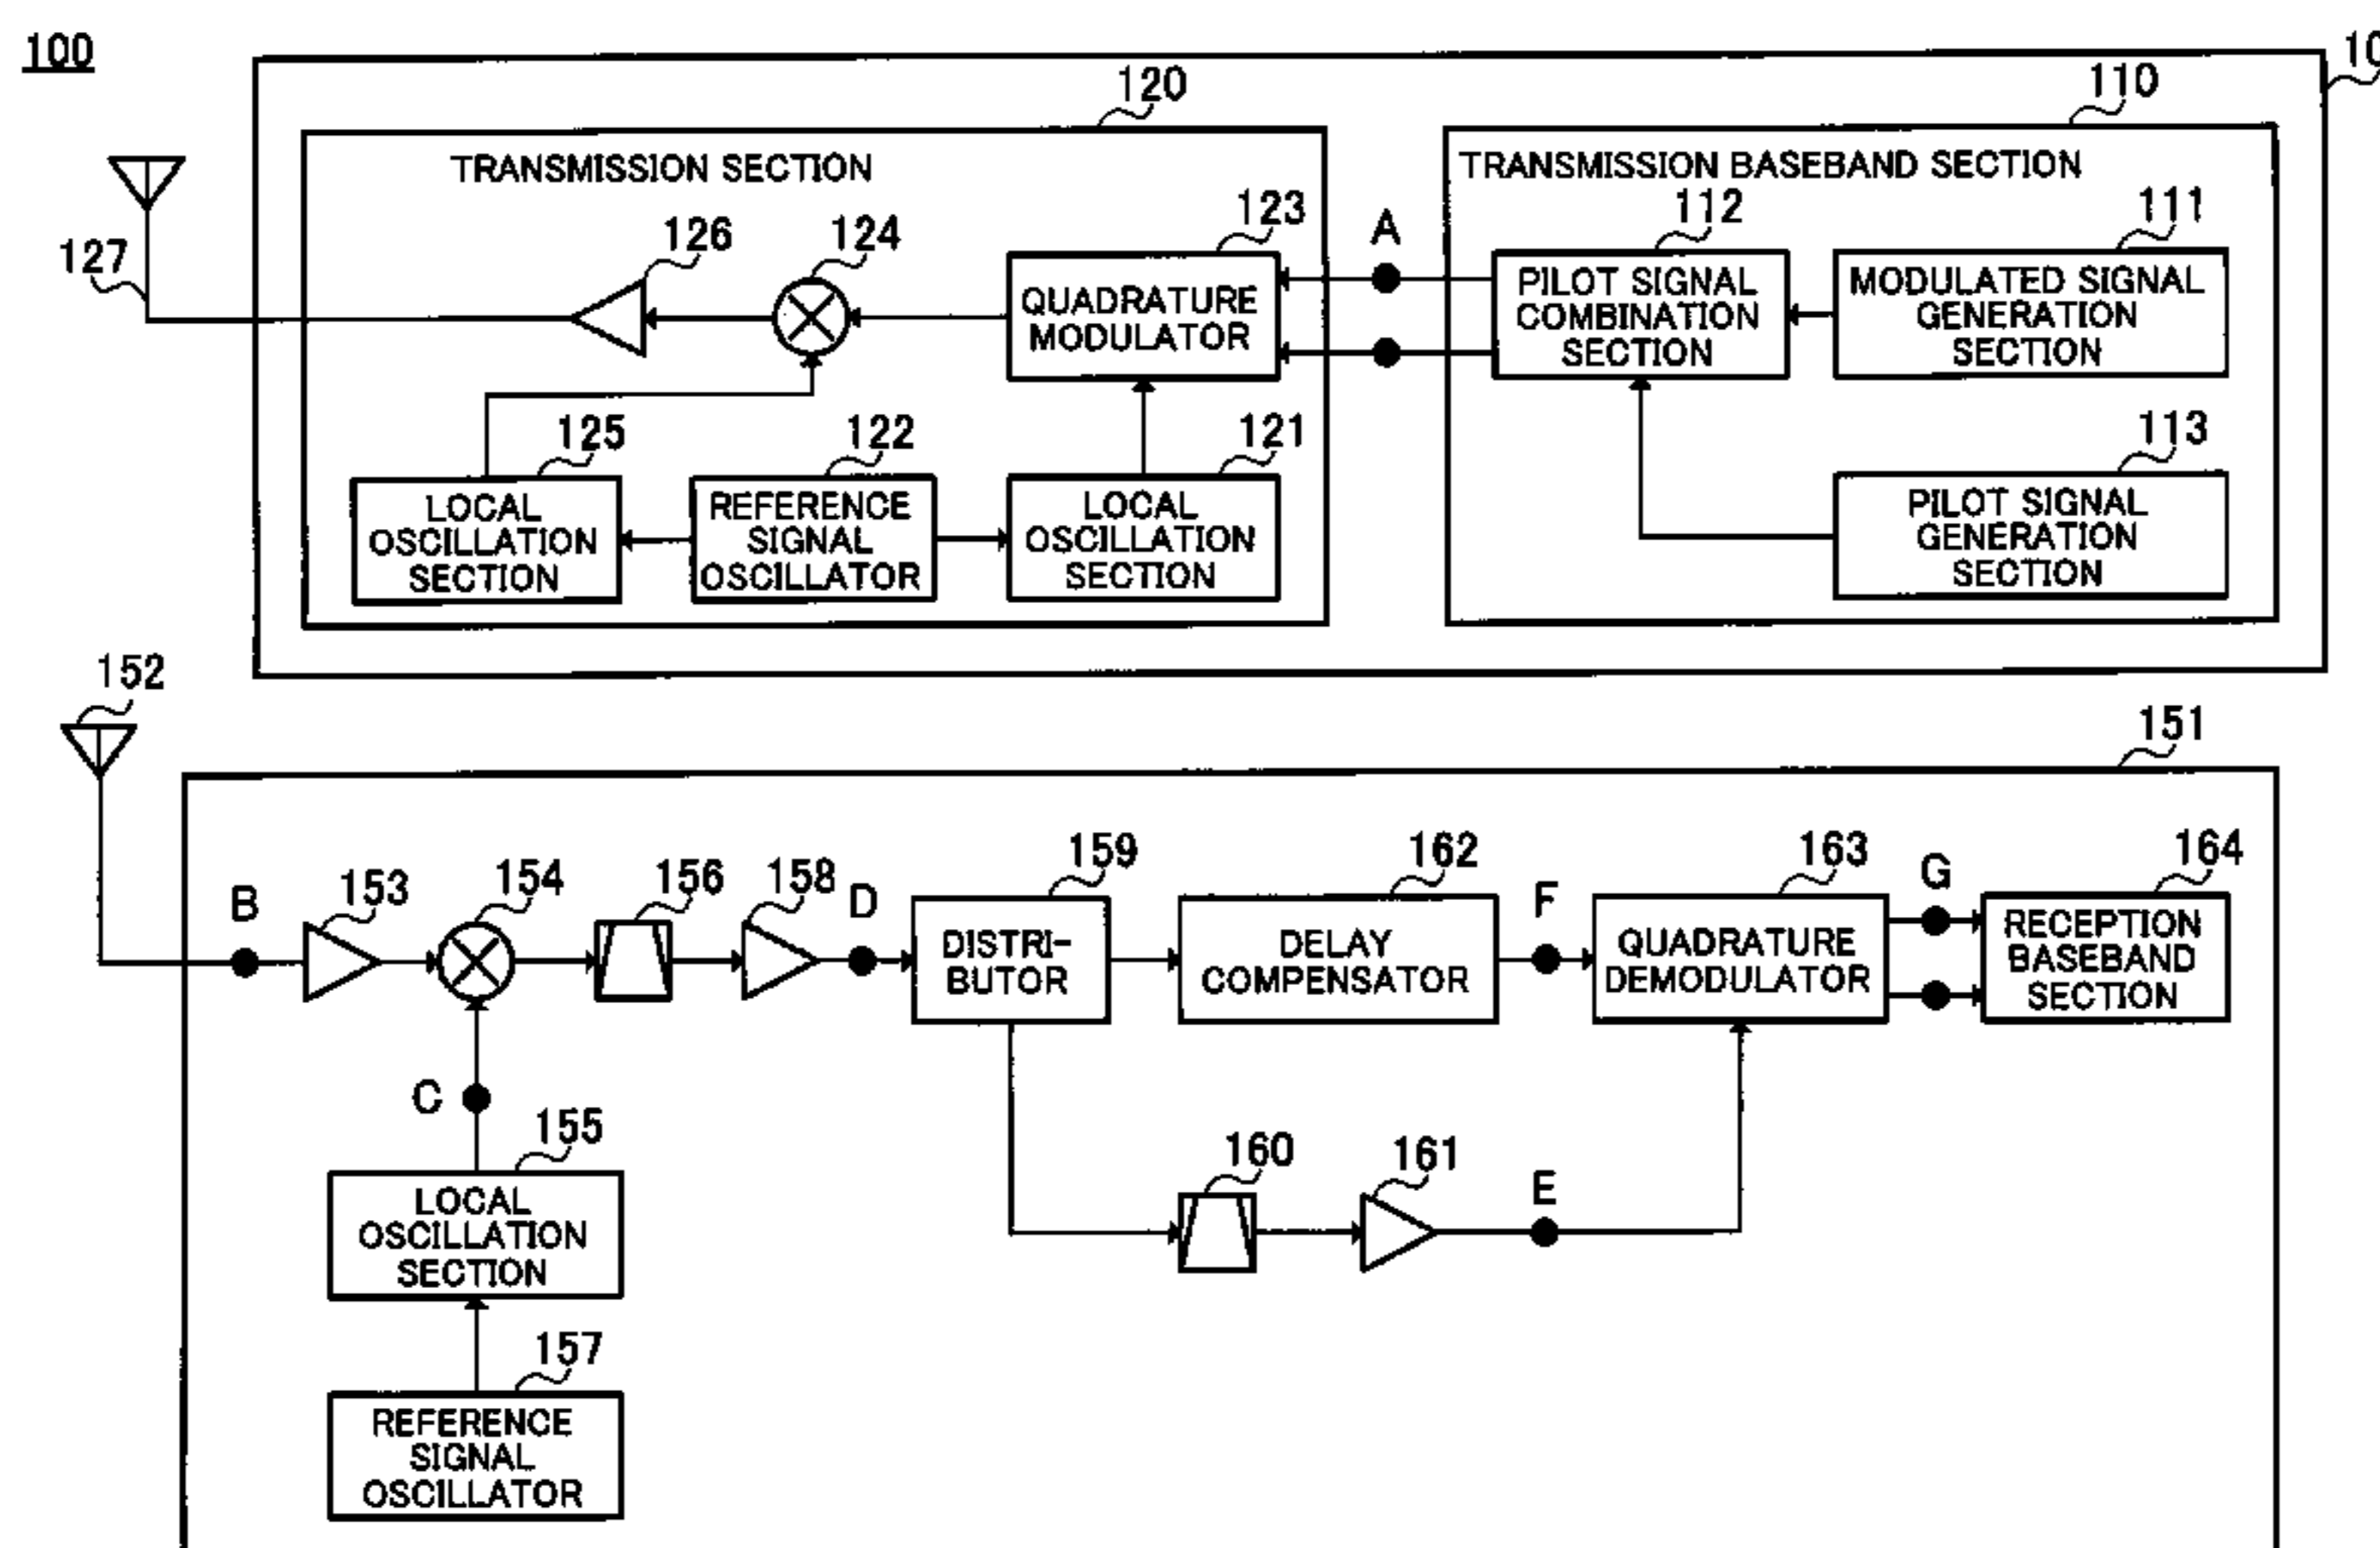 100
10
120
110
TRANSMISSION SECTION
TRANSMISSION BASEBAND SECTION
127
126
124
123
A
112
111
QUADRATURE
MODULATOR
PILOT SIGNAL
COMBINATION
SECTION
MODULATED SIGNAL
GENERATION
SECTION
125
122
121
113
LOCAL
OSCILLATION
SECTION
REFERENCE
SIGNAL
OSCILLATOR
LOCAL
OSCILLATION
SECTION
PILOT SIGNAL
GENERATION
SECTION
152
151
B
153
154
156
158
D
159
162
F
163
G
164
DISTRI-
BUTOR
DELAY
COMPENSATOR
QUADRATURE
DEMODULATOR
RECEPTION
BASEBAND
SECTION
C
155
160
161
E
LOCAL
OSCILLATION
SECTION
157
REFERENCE
SIGNAL
OSCILLATOR